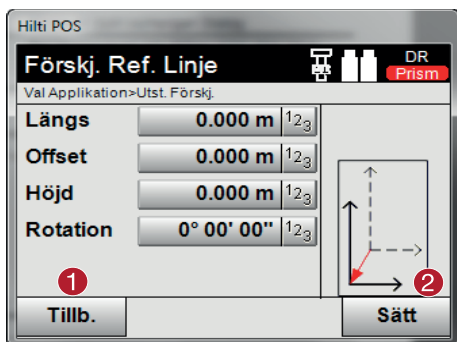 Hilti POS
Förskj. Ref. Linje
DR
Prism
Val Applikation>Utst. Förskj.
Längs 0.000 m 123
Offset 0.000 m 123
Höjd 0.000 m 123
Rotation 0° 00' 00" 123
1
2
Tillb.
Sätt